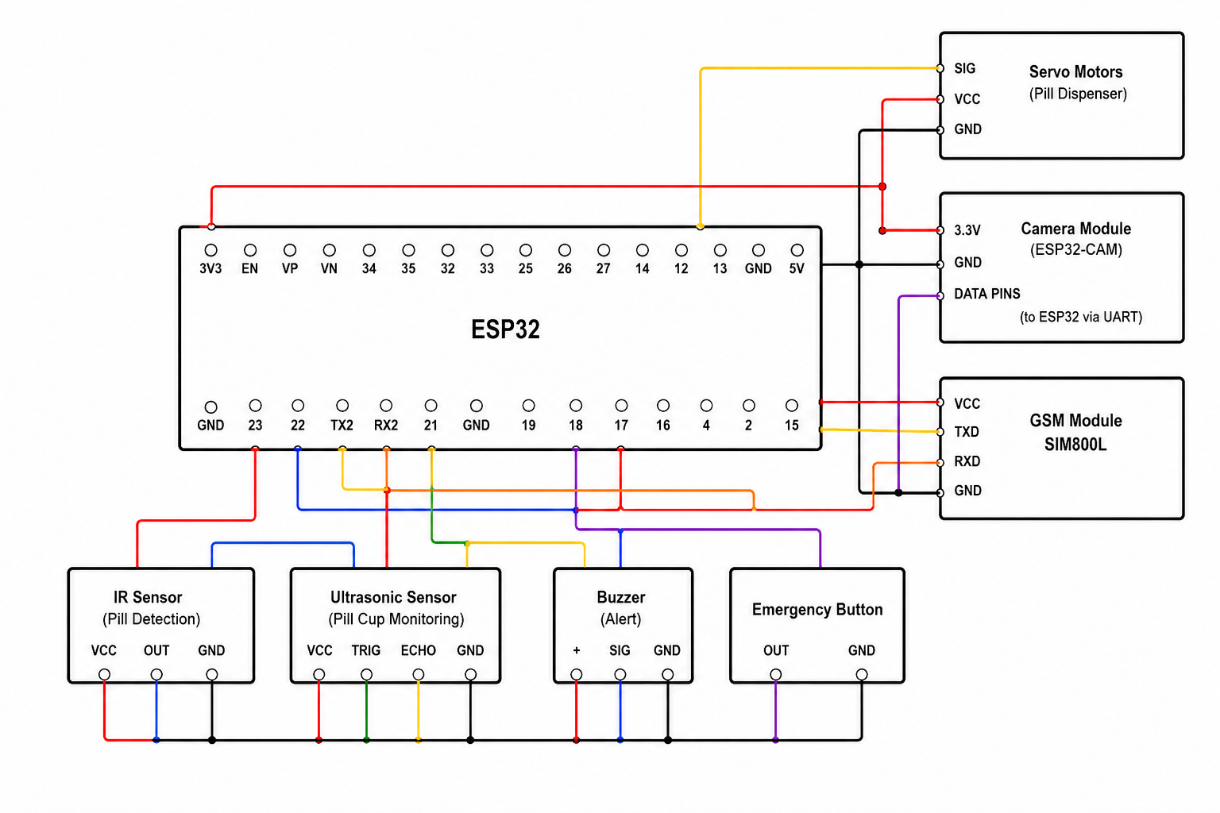 SIG
Servo Motors
VCC
(Pill Dispenser)
GND
3.3V
Camera Module
(ESP32-CAM)
GND
DATA PINS
(to ESP32 via UART)
3V3 EN VP VN 34 35 32 33 25 26 27 14 12 13 GND 5V
ESP32
VCC
GSM Module
TXD
SIM800L
RXD
GND
GND 23 22 TX2 RX2 21 GND 19 18 17 16 4 2 15
IR Sensor
(Pill Detection)
VCC OUT GND
Ultrasonic Sensor
(Pill Cup Monitoring)
VCC TRIG ECHO GND
Buzzer
(Alert)
+ SIG GND
Emergency Button
OUT GND